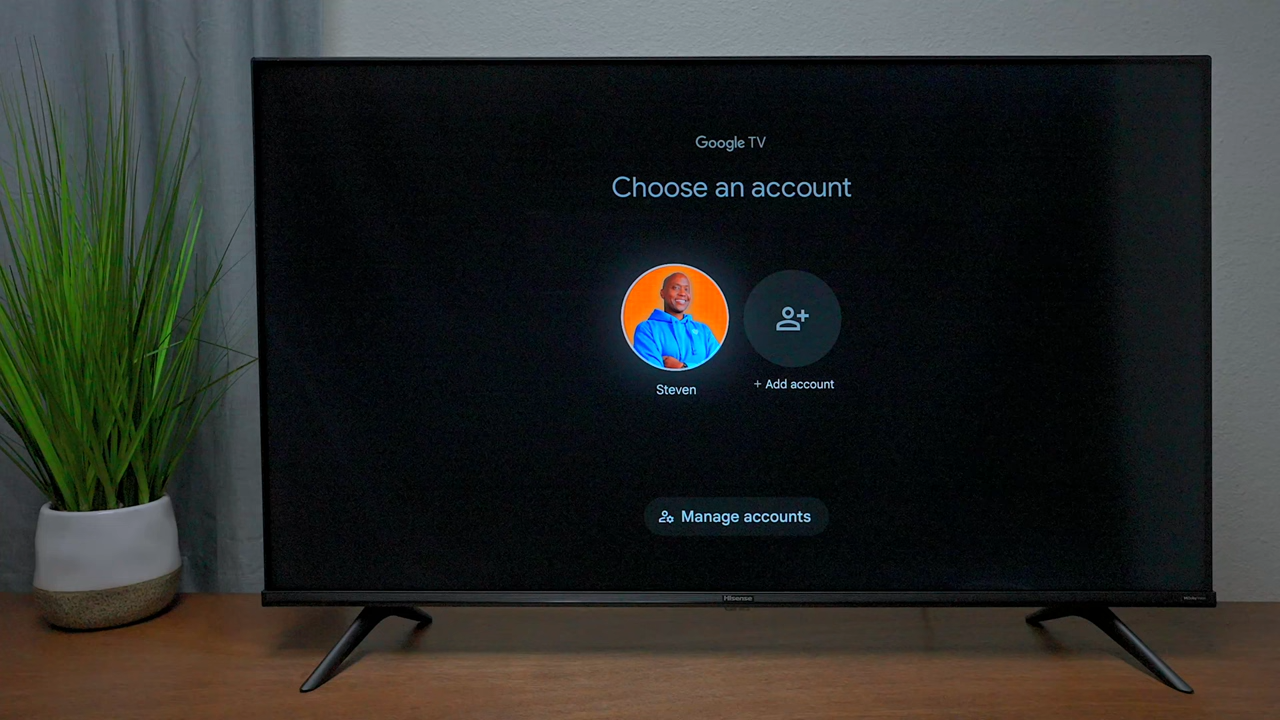 Google TV
Choose an account
Steven
+ Add account
Manage accounts
Hisense